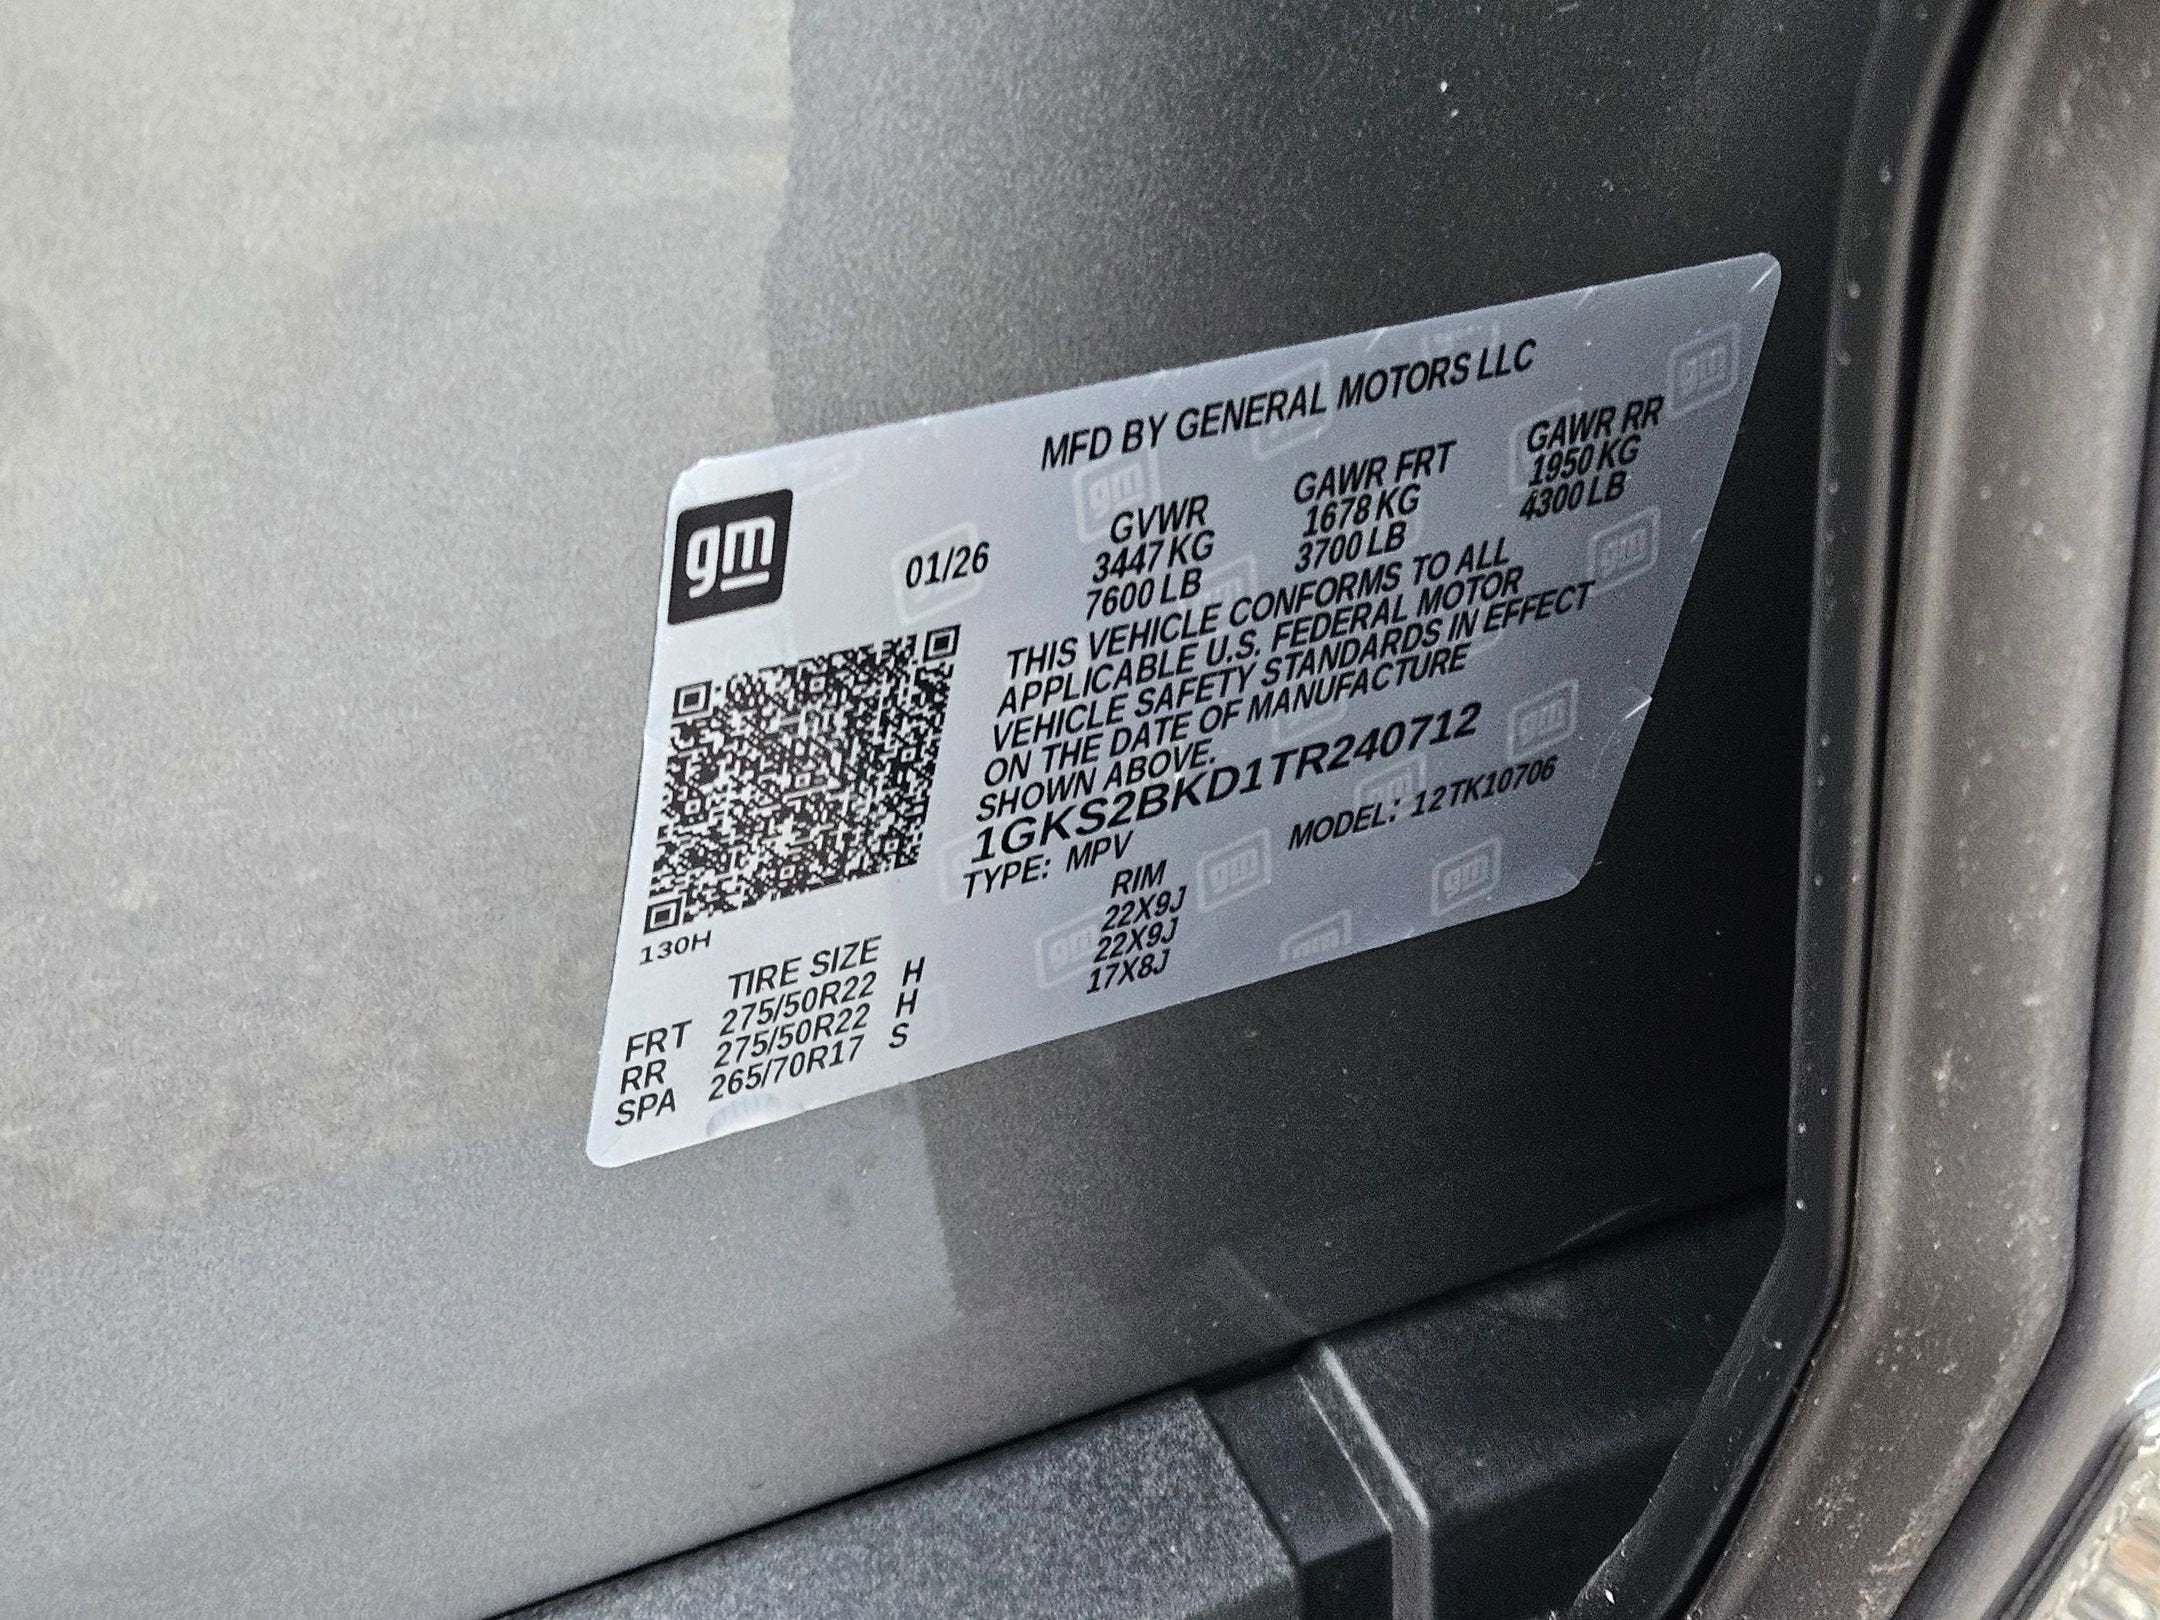 MFD BY GENERAL MOTORS LLC
gm
01/26
GVWR
3447 KG
7600 LB
GAWR FRT
1678 KG
3700 LB
GAWR RR
1950 KG
4300 LB
THIS VEHICLE CONFORMS TO ALL
APPLICABLE U.S. FEDERAL MOTOR
VEHICLE SAFETY STANDARDS IN EFFECT
ON THE DATE OF MANUFACTURE
SHOWN ABOVE.
1GKS2BKD1TR240712
TYPE: MPV
MODEL: 12TK10706
130H
TIRE SIZE RIM
FRT 275/50R22 H 22X9J
RR 275/50R22 H 22X9J
SPA 265/70R17 S 17X8J